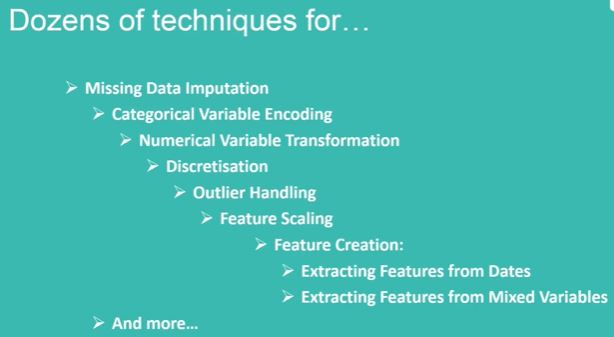 Dozens of techniques for…
➢ Missing Data Imputation
➢ Categorical Variable Encoding
➢ Numerical Variable Transformation
➢ Discretisation
➢ Outlier Handling
➢ Feature Scaling
➢ Feature Creation:
➢ Extracting Features from Dates
➢ Extracting Features from Mixed Variables
➢ And more…